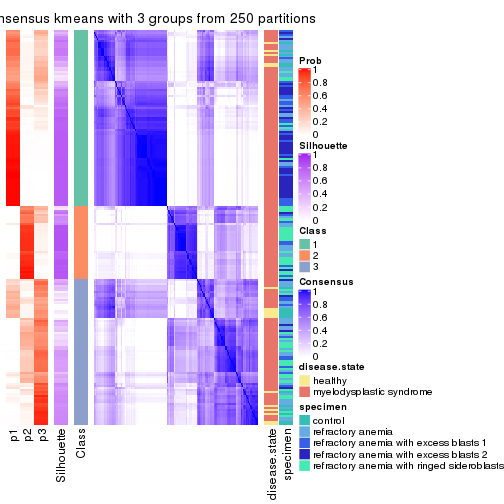 nsensus kmeans with 3 groups from 250 partitions
Prob
1
0.8
0.6
0.4
0.2
0
Silhouette
1
0.8
0.6
0.4
0.2
0
Class
1
2
3
Consensus
1
0.8
0.6
0.4
0.2
0
disease.state
healthy
myelodysplastic syndrome
specimen
control
refractory anemia
refractory anemia with excess blasts 1
refractory anemia with excess blasts 2
refractory anemia with ringed sideroblasts
p1
p2
p3
Silhouette
Class
disease.state
specimen